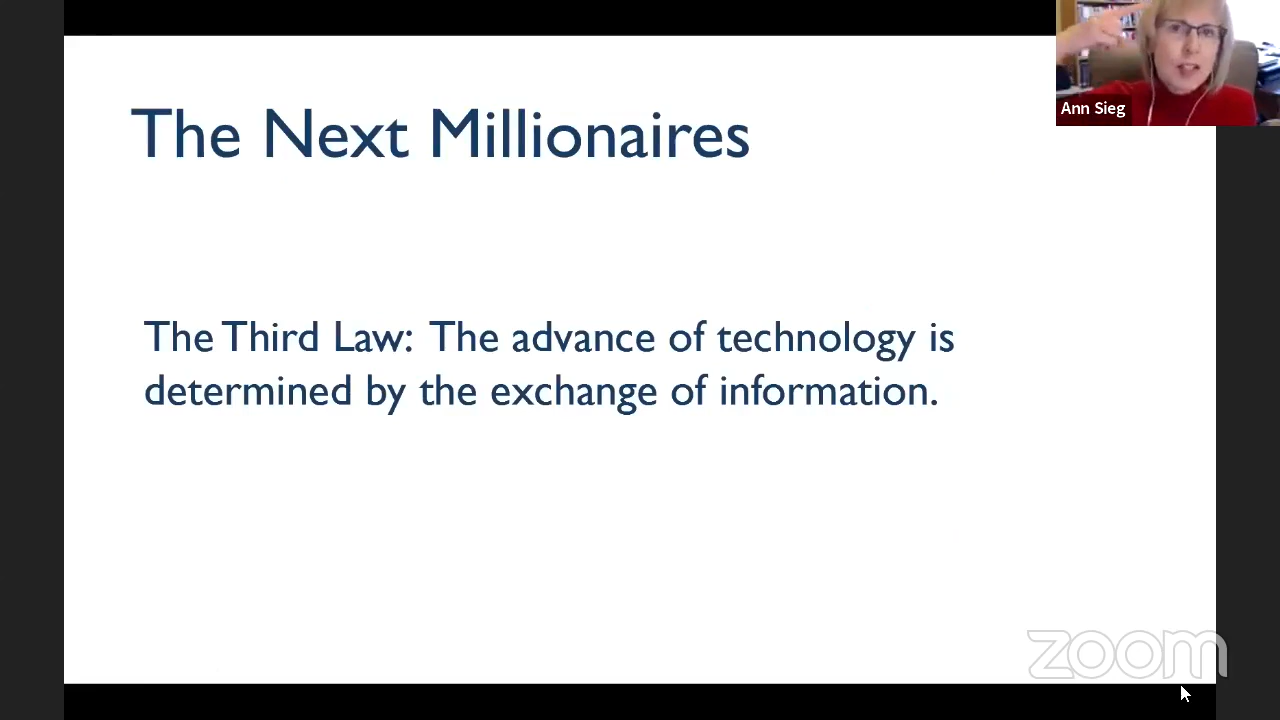 The Next Millionaires
Ann Sieg
The Third Law: The advance of technology is
determined by the exchange of information.
zoom